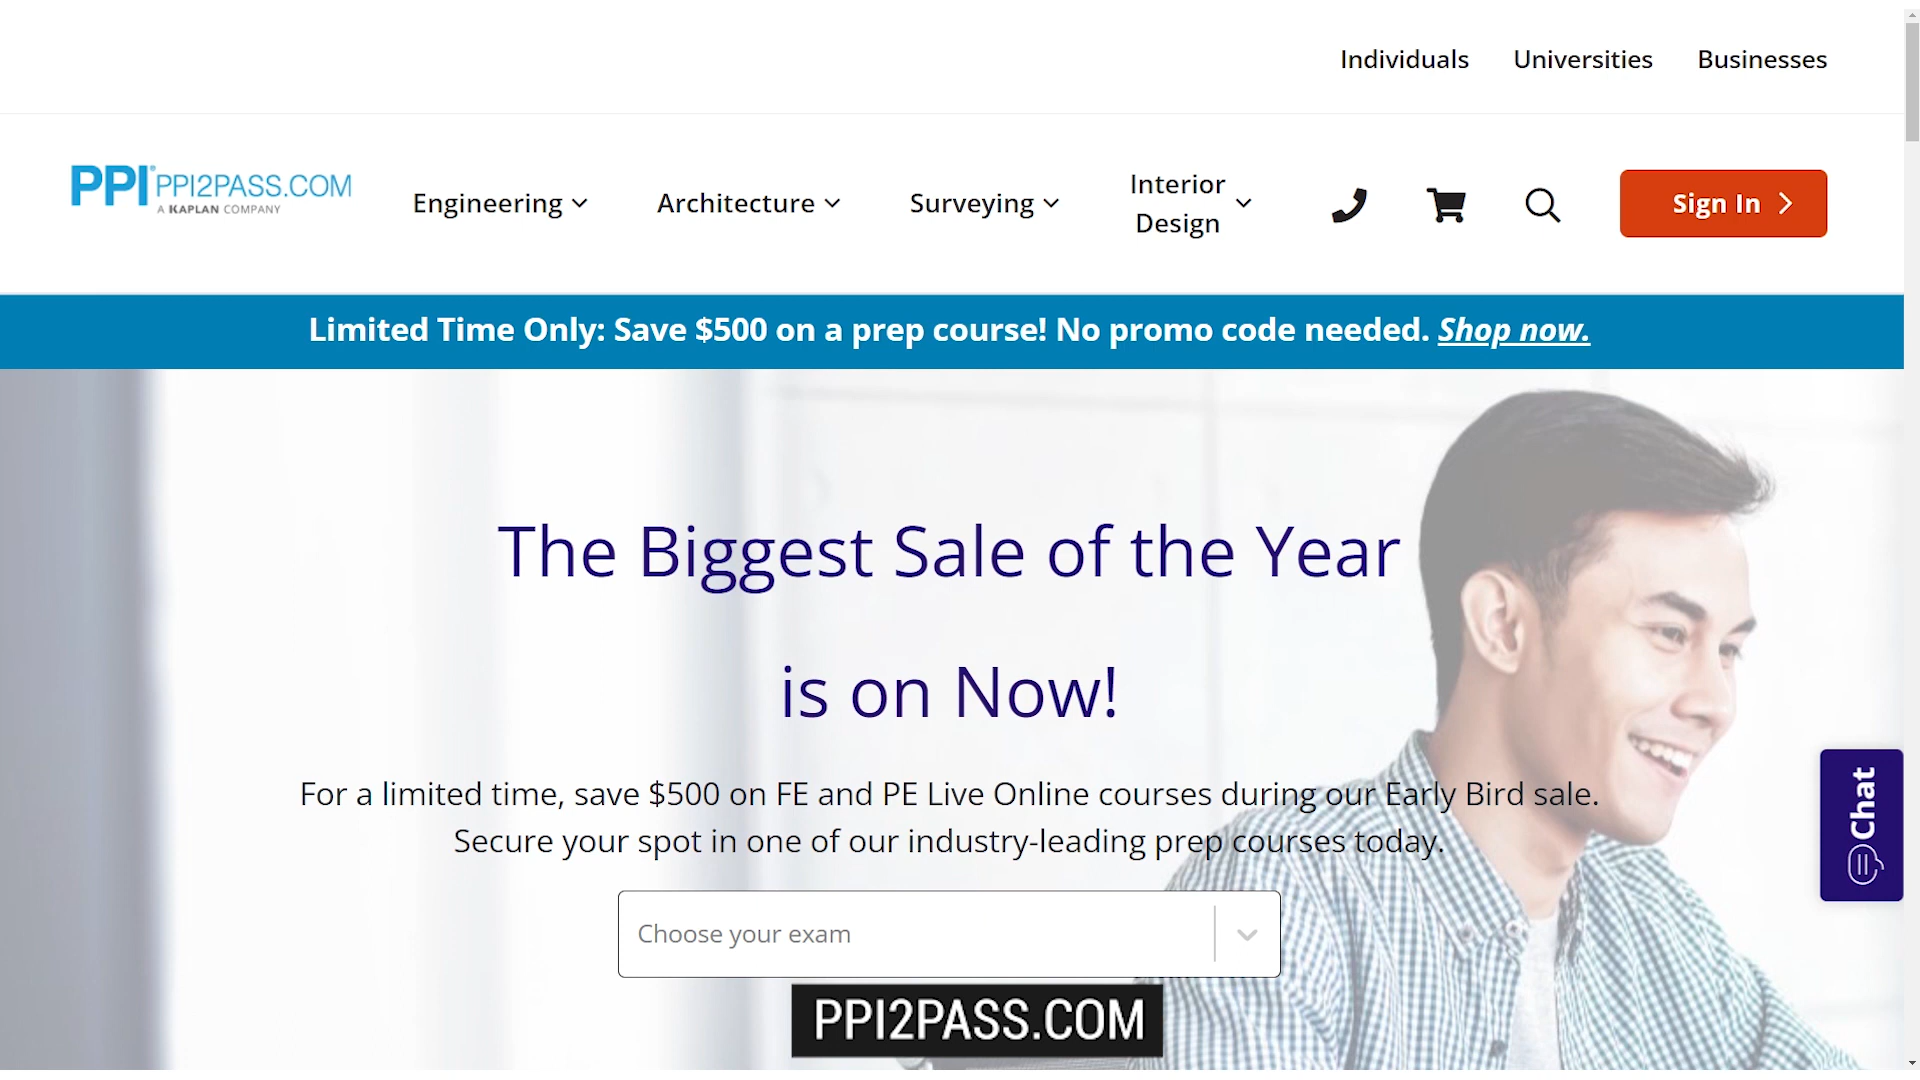 Individuals Universities Businesses
PPI® PPI2PASS.COM
A KAPLAN COMPANY
Engineering
Architecture
Surveying
Interior
Design
Sign In
Limited Time Only: Save $500 on a prep course! No promo code needed. Shop now.
The Biggest Sale of the Year
is on Now!
For a limited time, save $500 on FE and PE Live Online courses during our Early Bird sale.
Secure your spot in one of our industry-leading prep courses today.
Choose your exam
Chat
PPI2PASS.COM